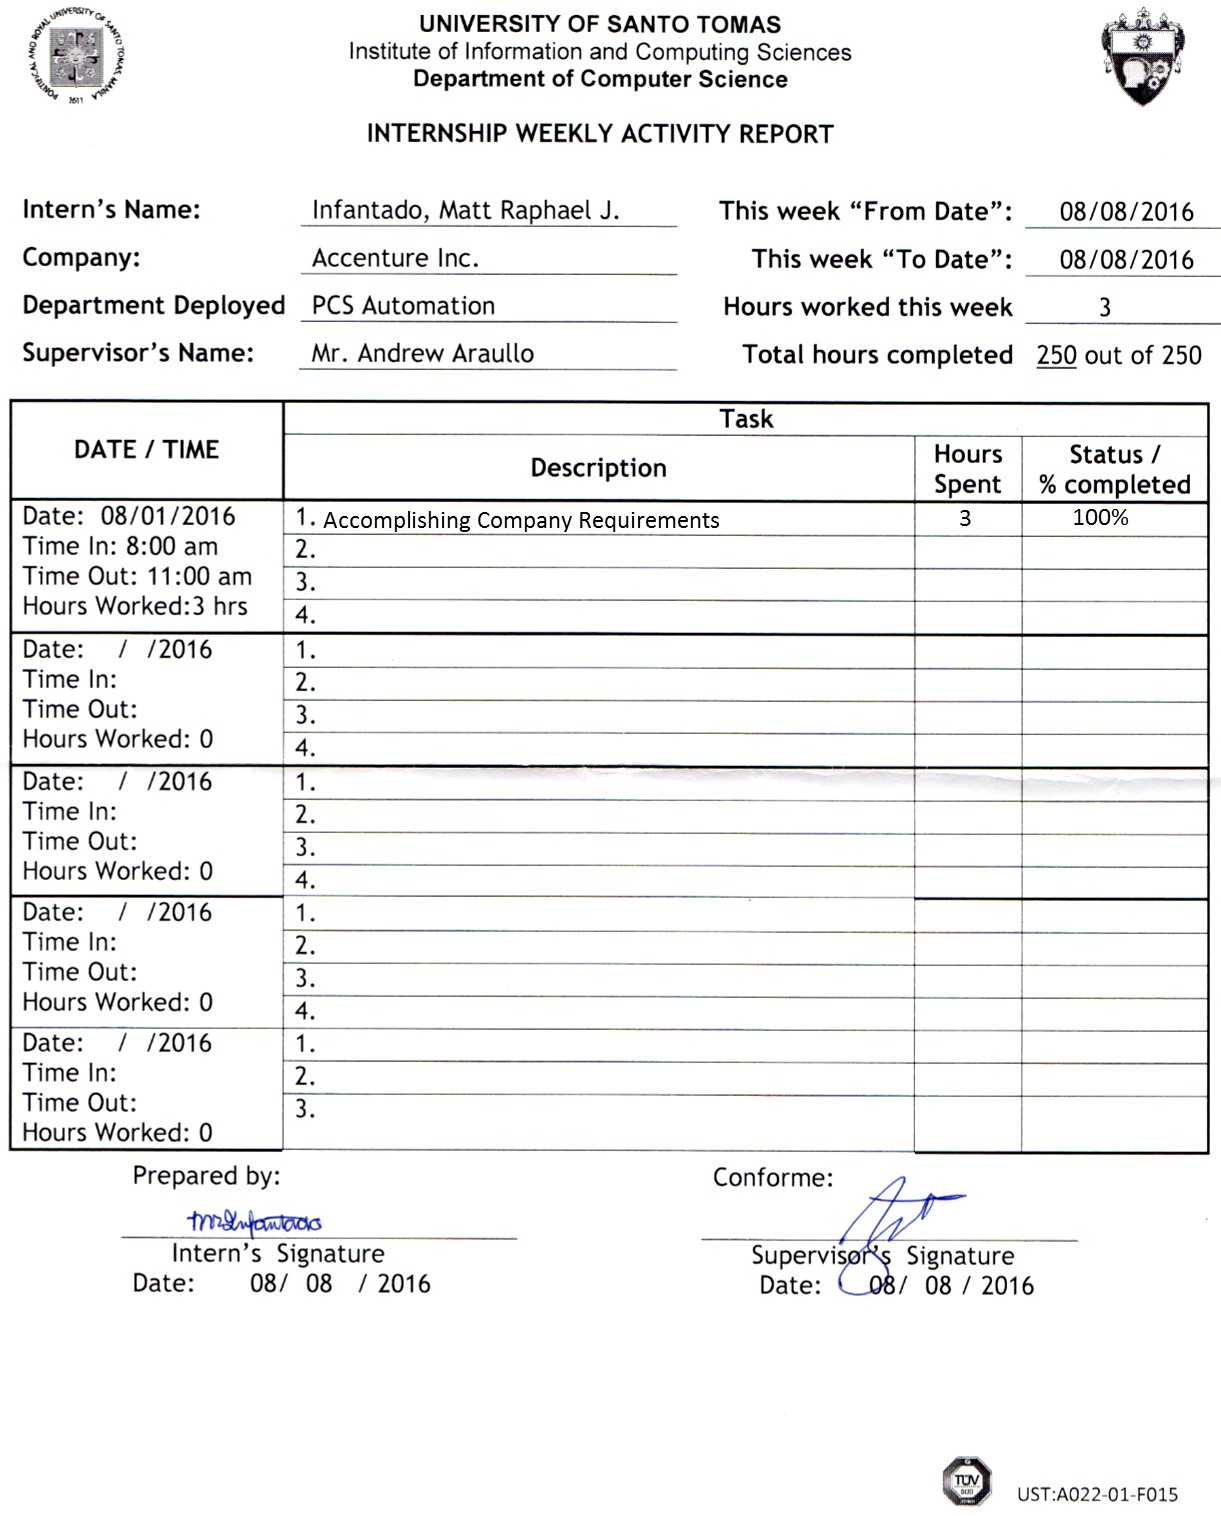 PONTIFICAL AND ROYAL UNIVERSITY OF SANTO TOMAS MANILA
1611
UNIVERSITY OF SANTO TOMAS
Institute of Information and Computing Sciences
Department of Computer Science
INTERNSHIP WEEKLY ACTIVITY REPORT
Intern's Name: Infantado, Matt Raphael J. This week “From Date”: 08/08/2016
Company: Accenture Inc. This week “To Date”: 08/08/2016
Department Deployed PCS Automation Hours worked this week 3
Supervisor's Name: Mr. Andrew Araullo Total hours completed 250 out of 250
DATE / TIME
Task
Description
Hours Spent
Status / % completed
Date: 08/01/2016
Time In: 8:00 am
Time Out: 11:00 am
Hours Worked:3 hrs
1. Accomplishing Company Requirements 3 100%
2.
3.
4.
Date: / /2016
Time In:
Time Out:
Hours Worked: 0
1.
2.
3.
4.
Date: / /2016
Time In:
Time Out:
Hours Worked: 0
1.
2.
3.
4.
Date: / /2016
Time In:
Time Out:
Hours Worked: 0
1.
2.
3.
4.
Date: / /2016
Time In:
Time Out:
Hours Worked: 0
1.
2.
3.
Prepared by: Conforme:
MRInfantado
Intern's Signature Supervisor's Signature
Date: 08/ 08 / 2016 Date: 08/ 08 / 2016
TÜV
SÜD
UST:A022-01-F015